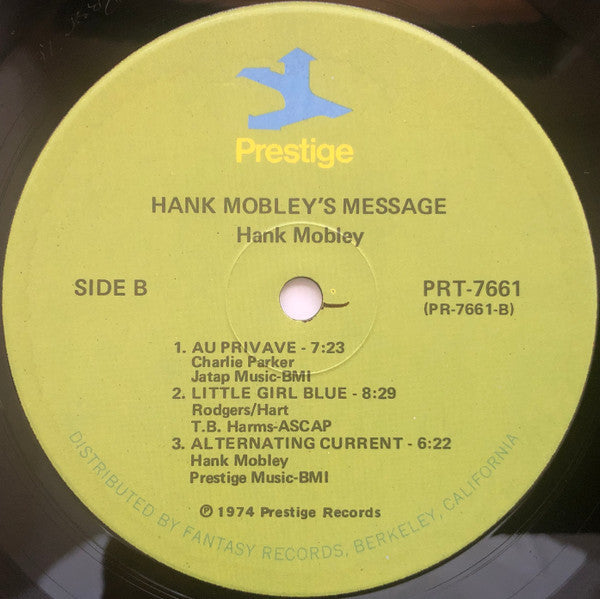 Prestige
HANK MOBLEY'S MESSAGE
Hank Mobley
SIDE B
PRT-7661
(PR-7661-B)
1. AU PRIVAVE - 7:23
Charlie Parker
Jatap Music-BMI
2. LITTLE GIRL BLUE - 8:29
Rodgers/Hart
T.B. Harms-ASCAP
3. ALTERNATING CURRENT - 6:22
Hank Mobley
Prestige Music-BMI
℗ 1974 Prestige Records
DISTRIBUTED BY FANTASY RECORDS, BERKELEY, CALIFORNIA